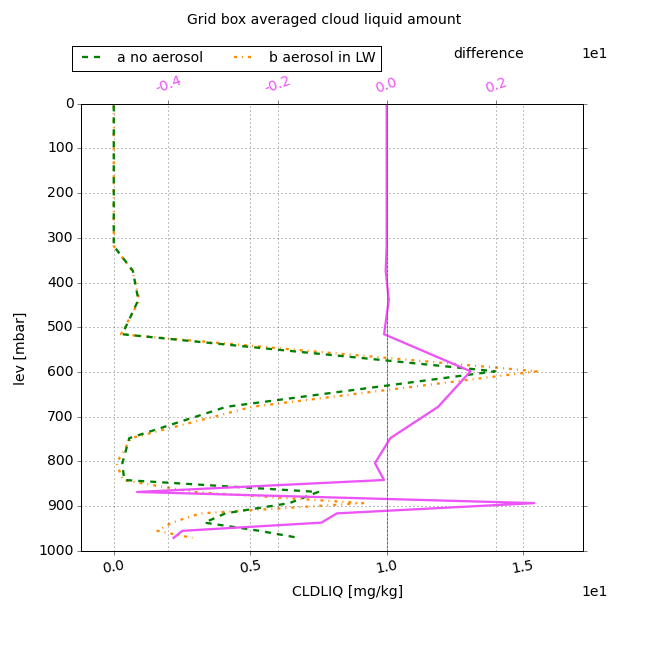 Grid box averaged cloud liquid amount
a no aerosol b aerosol in LW difference 1e1
-0.4 -0.2 0.0 0.2
0
100
200
300
400
500
600
700
800
900
1000
lev [mbar]
0.0 0.5 1.0 1.5
CLDLIQ [mg/kg] 1e1